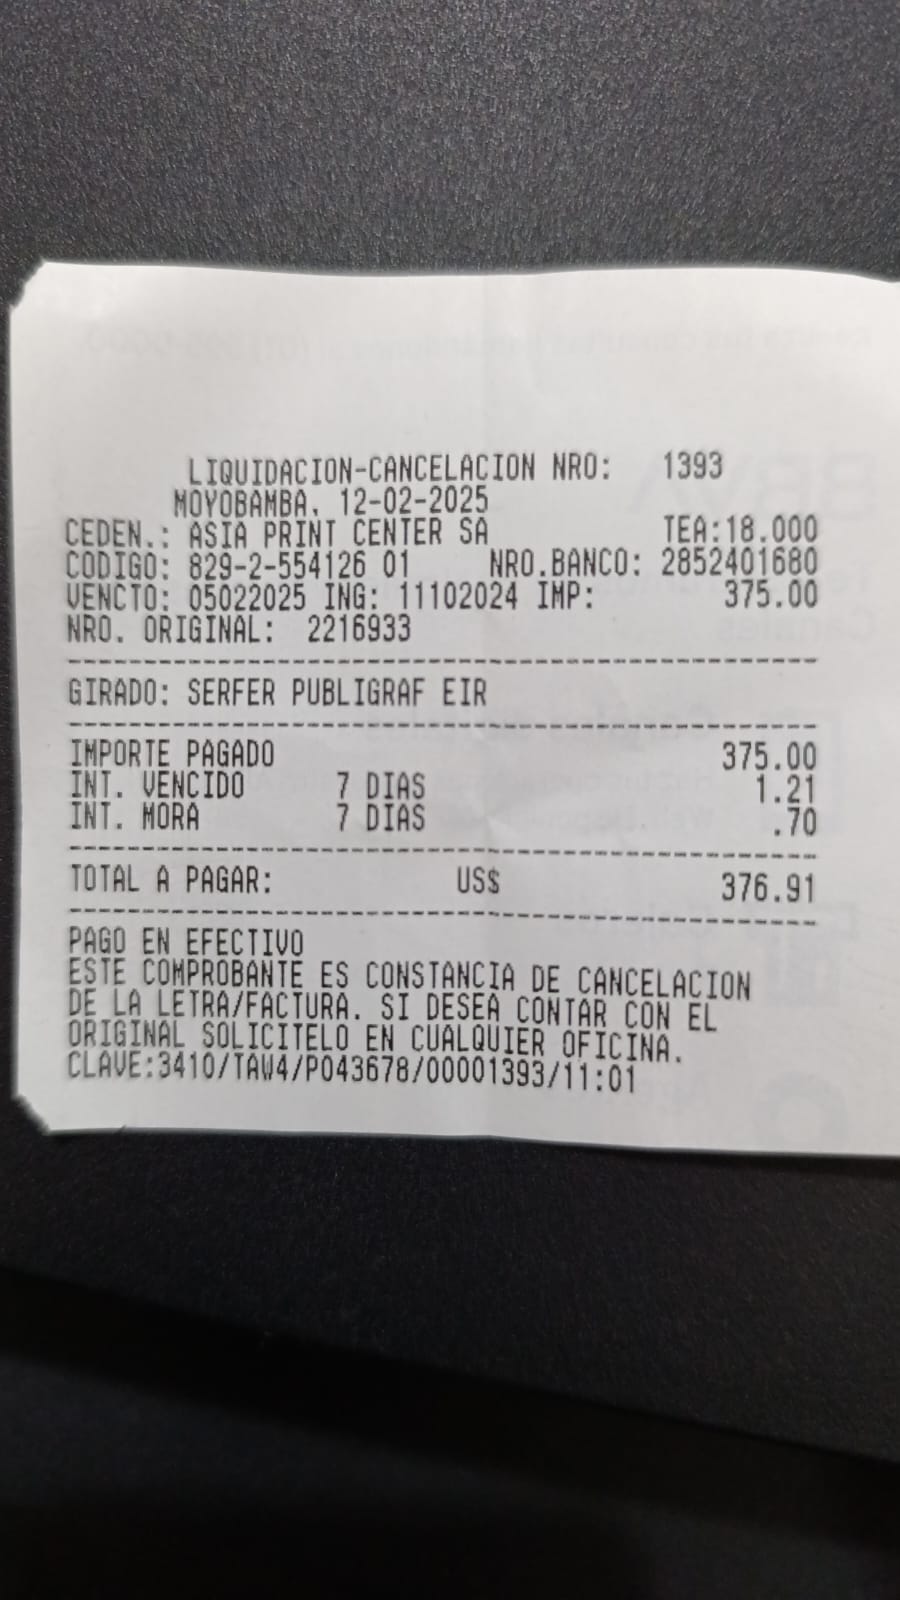 LIQUIDACION-CANCELACION NRO: 1393
MOYOBAMBA, 12-02-2025
CEDEN.: ASIA PRINT CENTER SA TEA:18.000
CODIGO: 829-2-554126 01 NRO.BANCO: 2852401680
VENCTO: 05022025 ING: 11102024 IMP: 375.00
NRO. ORIGINAL: 2216933
GIRADO: SERFER PUBLIGRAF EIR
IMPORTE PAGADO 375.00
INT. VENCIDO 7 DIAS 1.21
INT. MORA 7 DIAS .70
TOTAL A PAGAR: US$ 376.91
PAGO EN EFECTIVO
ESTE COMPROBANTE ES CONSTANCIA DE CANCELACION
DE LA LETRA/FACTURA. SI DESEA CONTAR CON EL
ORIGINAL SOLICITELO EN CUALQUIER OFICINA.
CLAVE:3410/TAW4/P043678/00001393/11:01